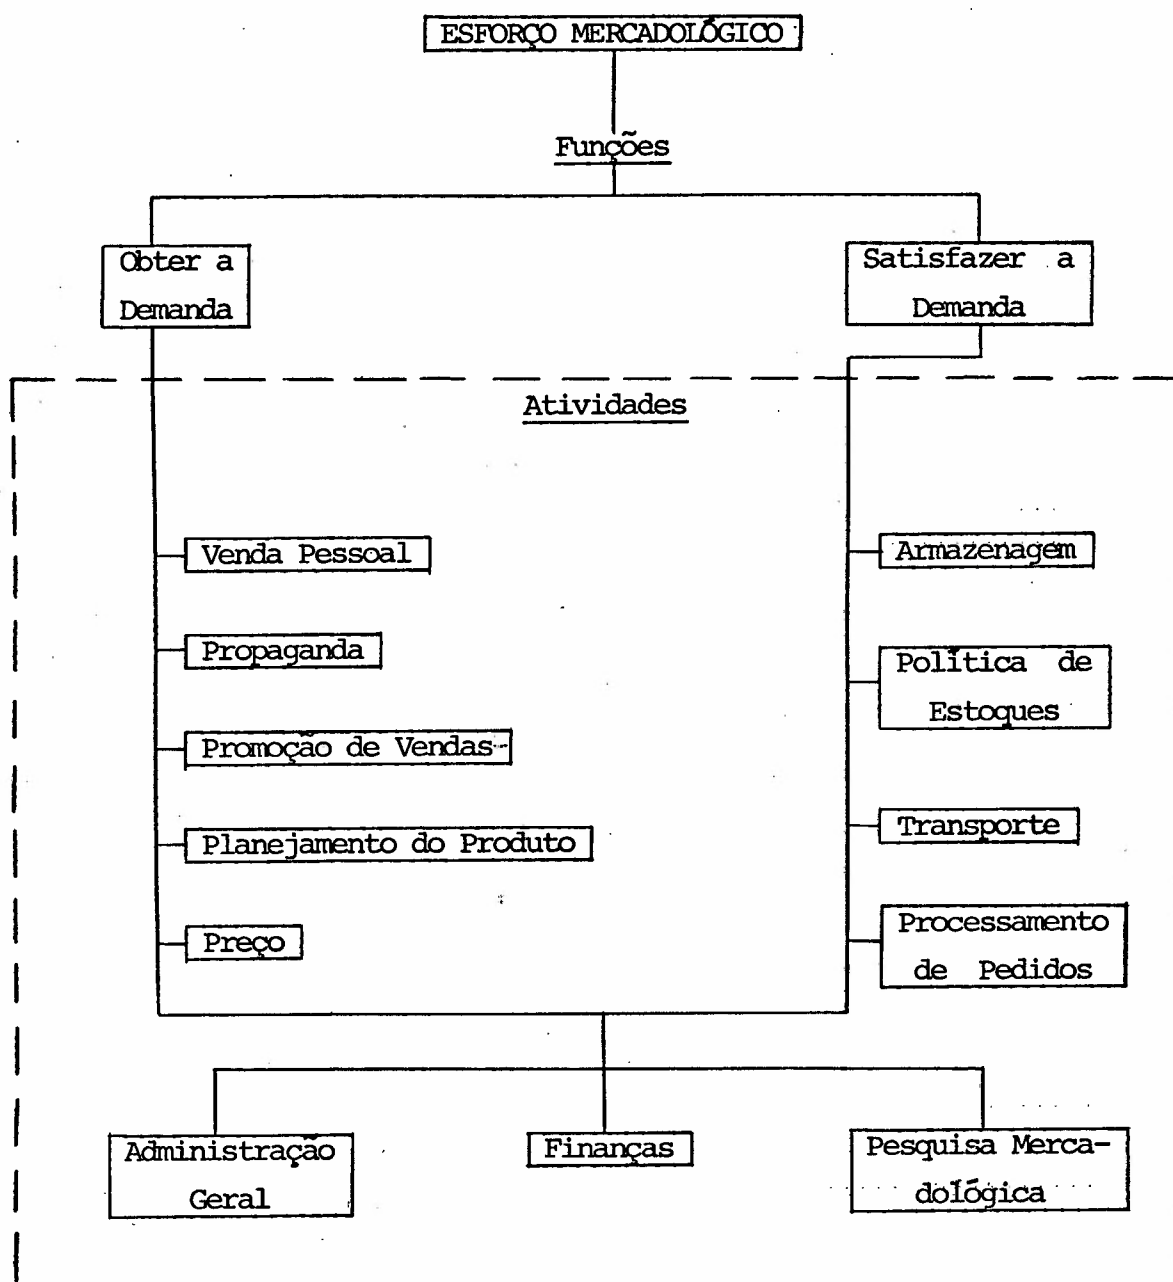 ESFORÇO MERCADOLÓGICO
Funções
Obter a
Demanda
Satisfazer a
Demanda
Atividades
Venda Pessoal
Propaganda
Promoção de Vendas
Planejamento do Produto
Preço
Armazenagem
Política de
Estoques
Transporte
Processamento
de Pedidos
Administração
Geral
Finanças
Pesquisa Merca-
dológica